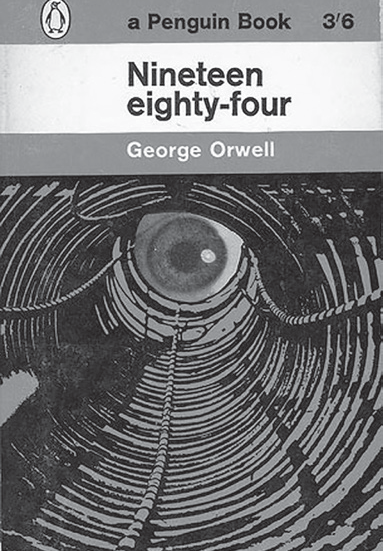 a Penguin Book 3'6
Nineteen
eighty-four
George Orwell